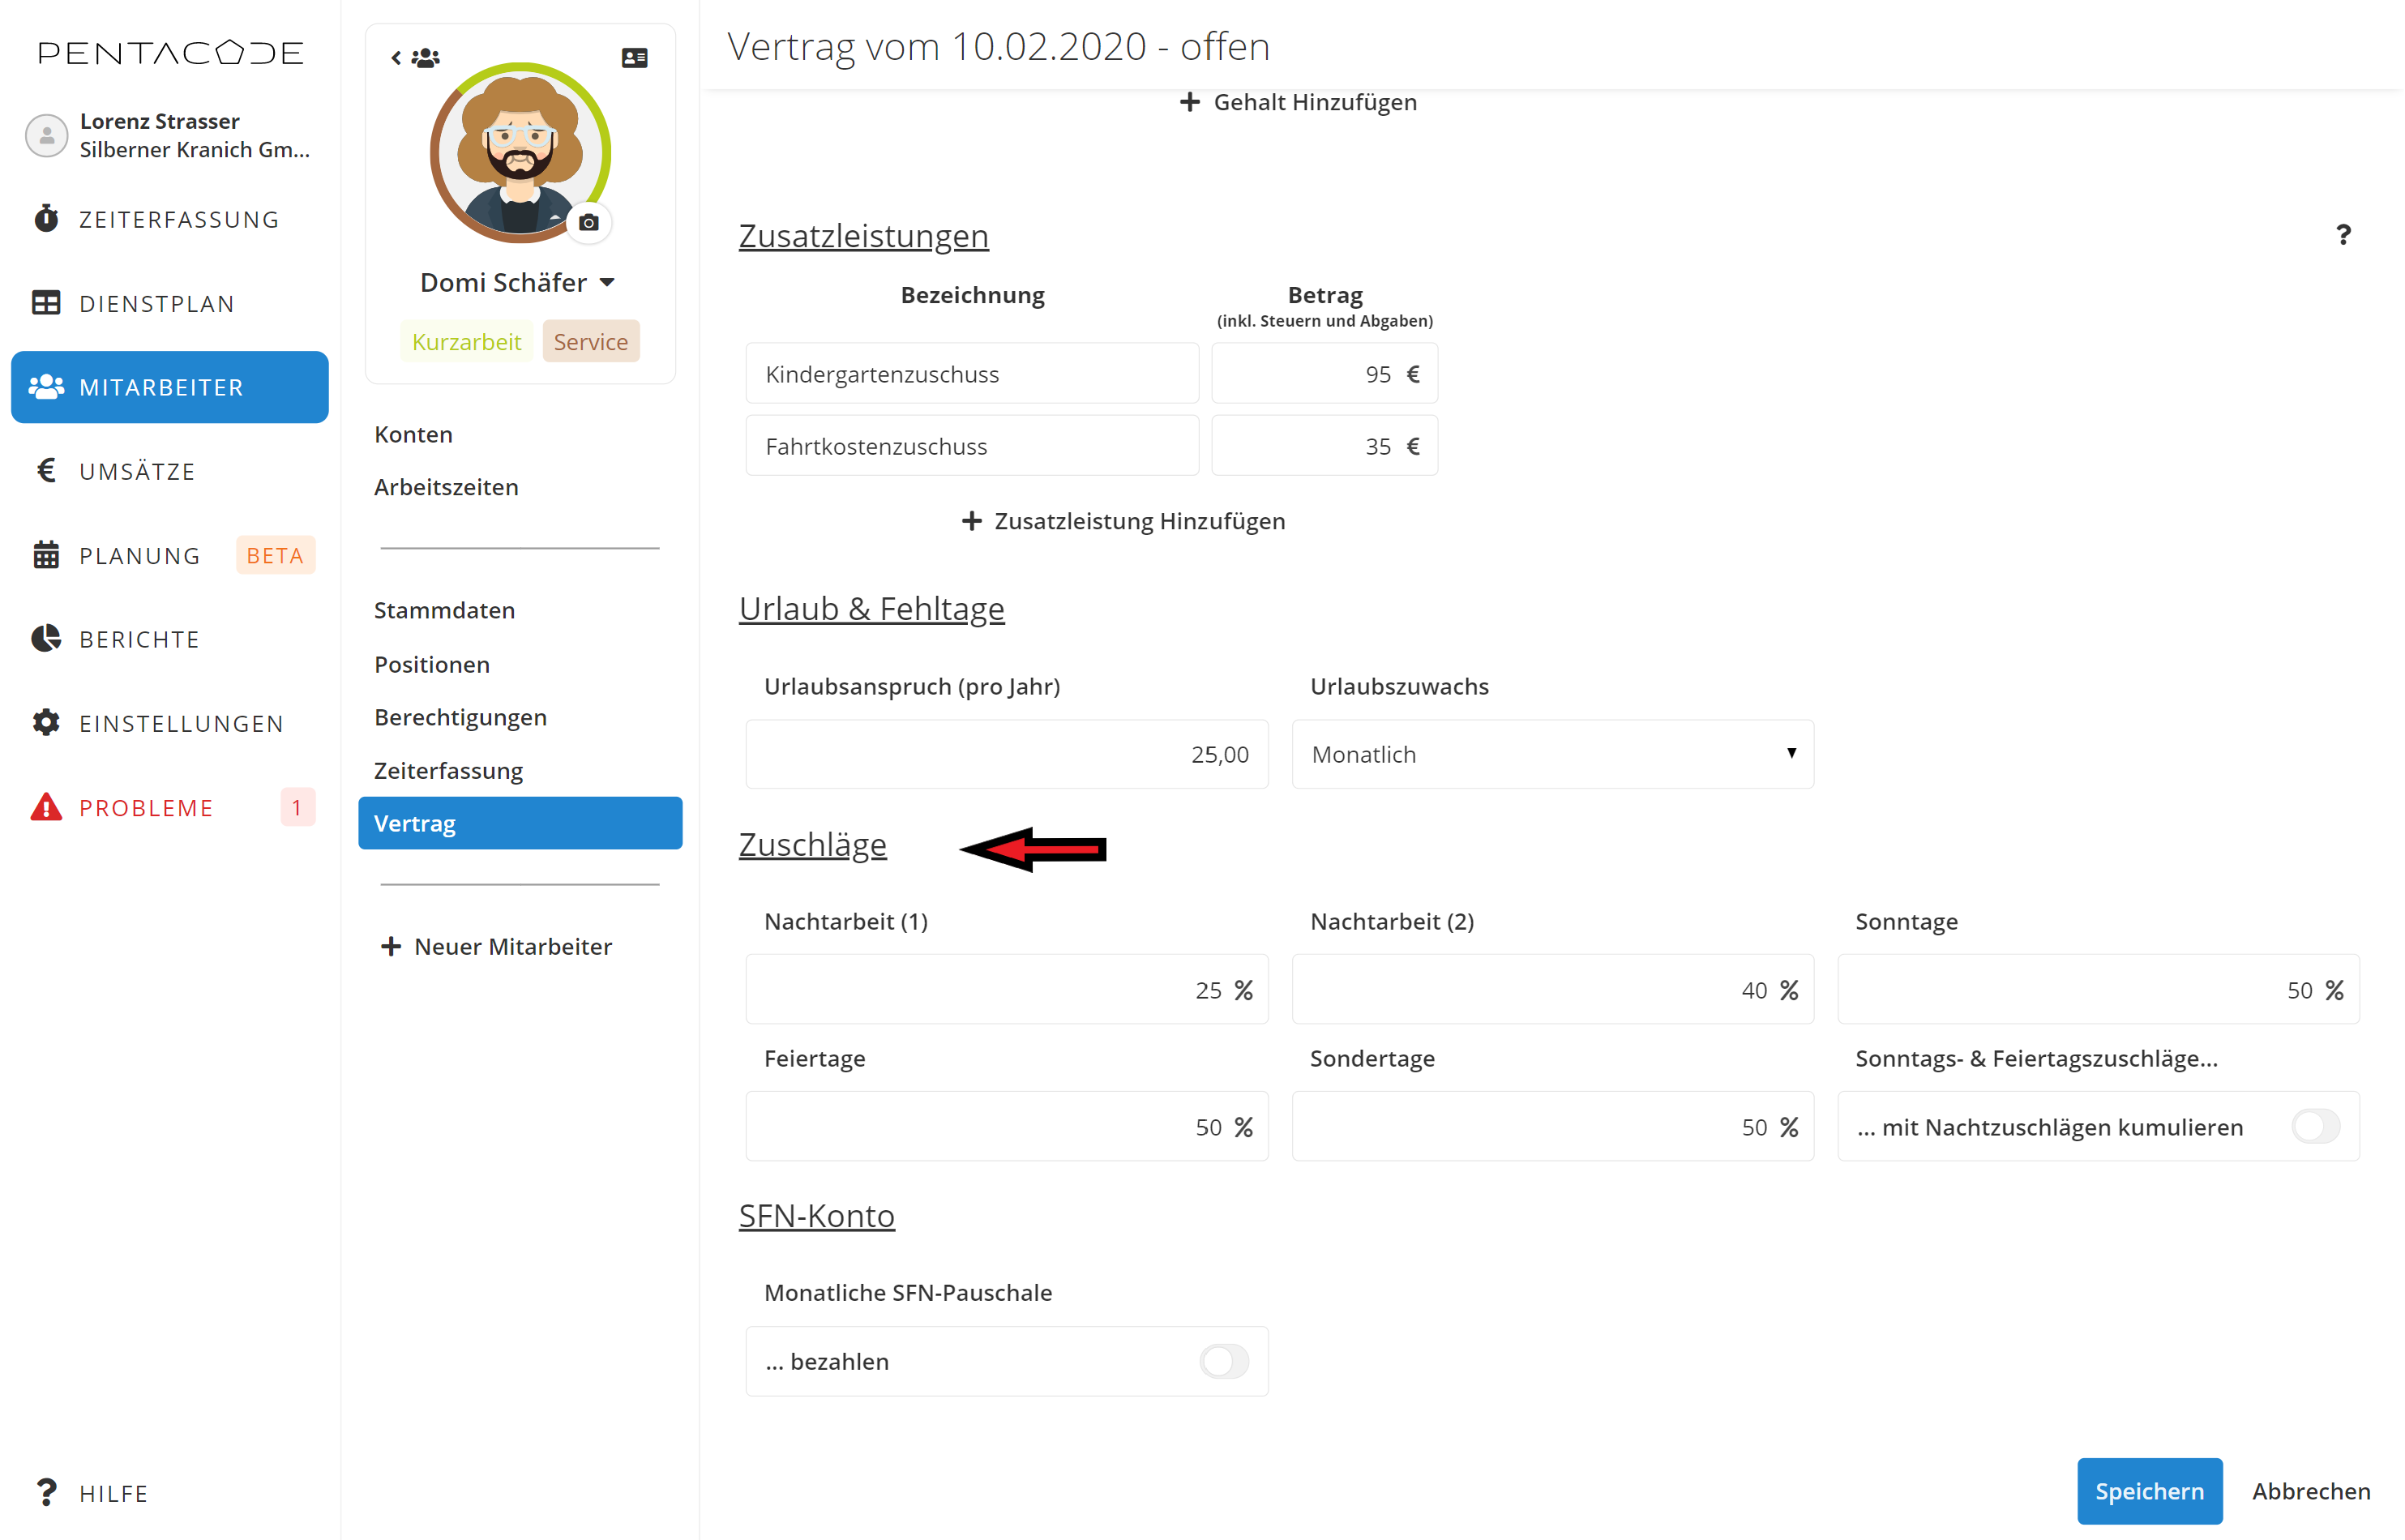 PENTACODE
Lorenz Strasser
Silberner Kranich Gm...
ZEITERFASSUNG
DIENSTPLAN
MITARBEITER
UMSÄTZE
PLANUNG BETA
BERICHTE
EINSTELLUNGEN
PROBLEME 1
HILFE
Domi Schäfer
Kurzarbeit Service
Konten
Arbeitszeiten
Stammdaten
Positionen
Berechtigungen
Zeiterfassung
Vertrag
Neuer Mitarbeiter
Vertrag vom 10.02.2020 - offen
Gehalt Hinzufügen
Zusatzleistungen ?
Bezeichnung Betrag
(inkl. Steuern und Abgaben)
Kindergartenzuschuss 95 €
Fahrtkostenzuschuss 35 €
Zusatzleistung Hinzufügen
Urlaub & Fehltage
Urlaubsanspruch (pro Jahr) Urlaubszuwachs
25,00 Monatlich
Zuschläge
Nachtarbeit (1) Nachtarbeit (2) Sonntage
25 % 40 % 50 %
Feiertage Sondertage Sonntags- & Feiertagszuschläge...
50 % 50 % ... mit Nachtzuschlägen kumulieren
SFN-Konto
Monatliche SFN-Pauschale
... bezahlen
Speichern Abbrechen